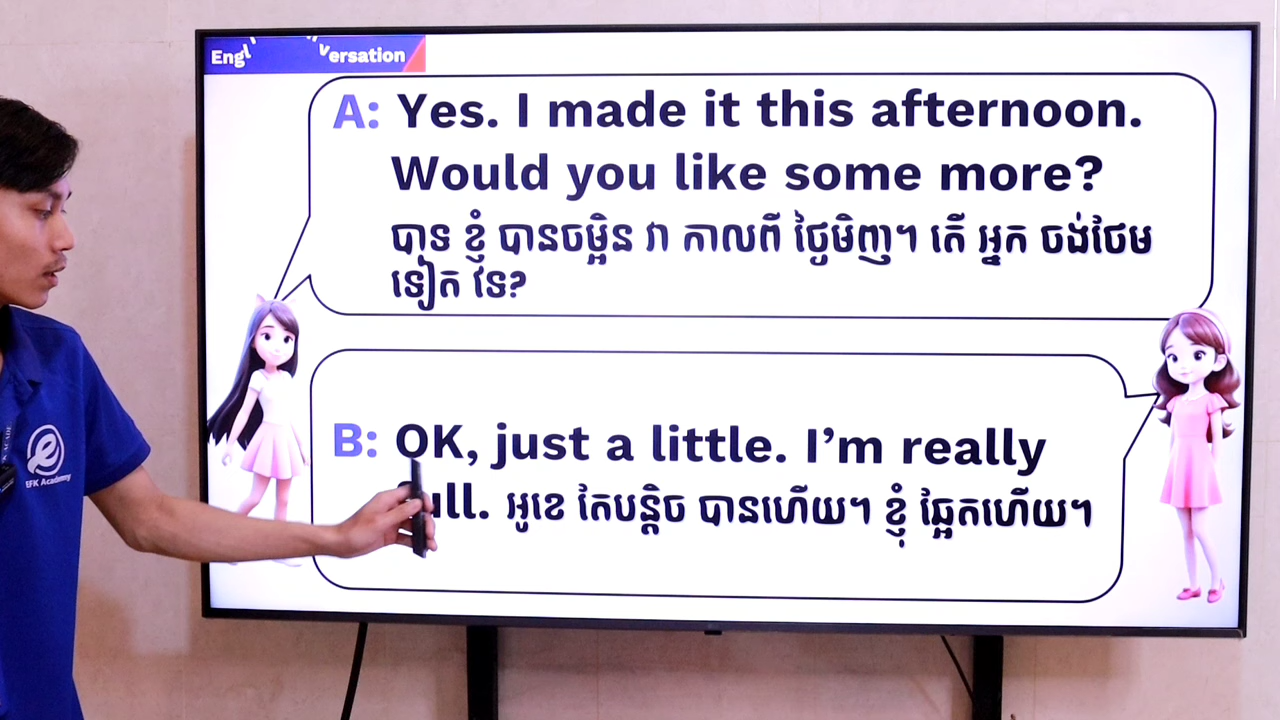 Engl versation
A: Yes. I made it this afternoon.
Would you like some more?
បាទ ខ្ញុំ បានចម្អិន វា កាលពី ថ្ងៃមិញ។ តើ អ្នក ចង់ថែម
ទៀត ទេ?
B: OK, just a little. I'm really
ull. អូខេ តែបន្តិច បានហើយ។ ខ្ញុំ ឆ្អែតហើយ។
EFK Academy